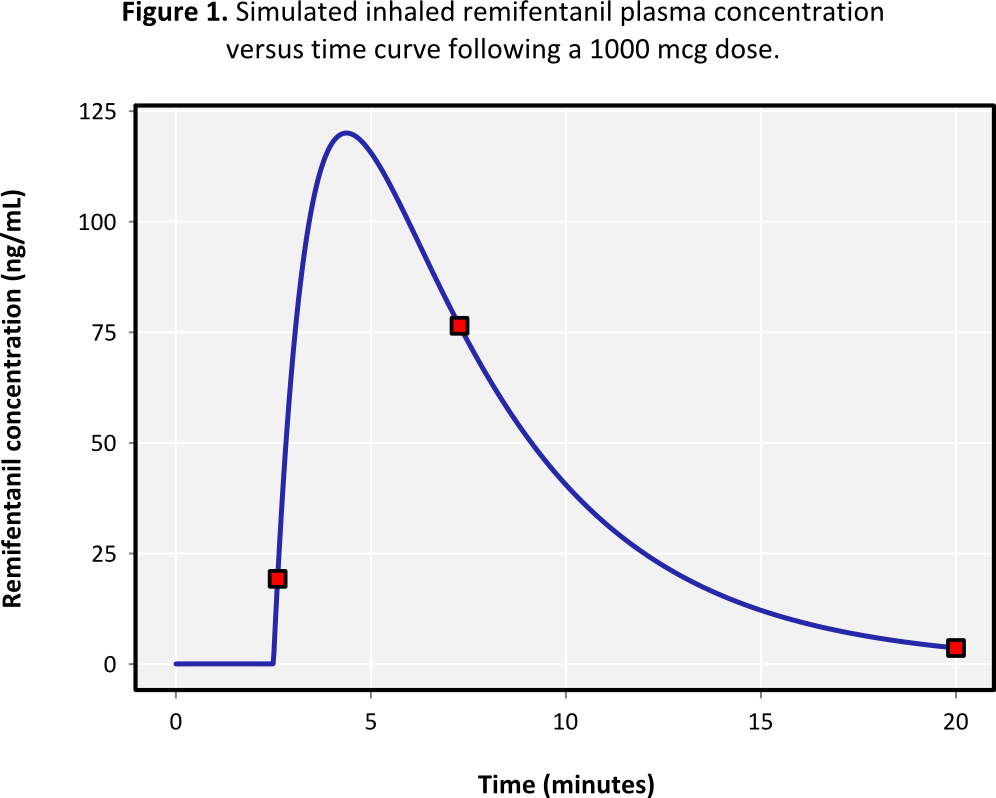 Figure 1. Simulated inhaled remifentanil plasma concentration
versus time curve following a 1000 mcg dose.
Remifentanil concentration (ng/mL)
125
100
75
50
25
0
0
5
10
15
20
Time (minutes)